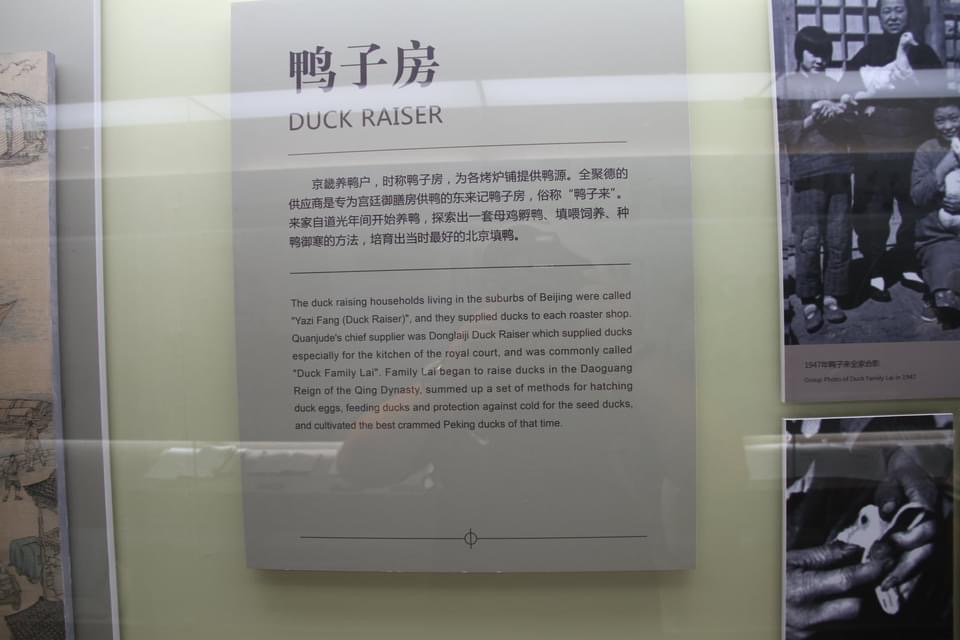 鸭子房
DUCK RAISER
京畿养鸭户，时称鸭子房，为各烤炉铺提供鸭源。全聚德的
供应商是专为宫廷御膳房供鸭的东来记鸭子房，俗称“鸭子来”。
来家自道光年间开始养鸭，探索出一套母鸡孵鸭、填喂饲养、种
鸭御寒的方法，培育出当时最好的北京填鸭。
The duck raising households living in the suburbs of Beijing were called
"Yazi Fang (Duck Raiser)", and they supplied ducks to each roaster shop.
Quanjude's chief supplier was Donglaiji Duck Raiser which supplied ducks
especially for the kitchen of the royal court, and was commonly called
"Duck Family Lai". Family Lai began to raise ducks in the Daoguang
Reign of the Qing Dynasty, summed up a set of methods for hatching
duck eggs, feeding ducks and protection against cold for the seed ducks,
and cultivated the best crammed Peking ducks of that time.
1947年鸭子来全家合影
Group Photo of Duck Family Lai in 1947